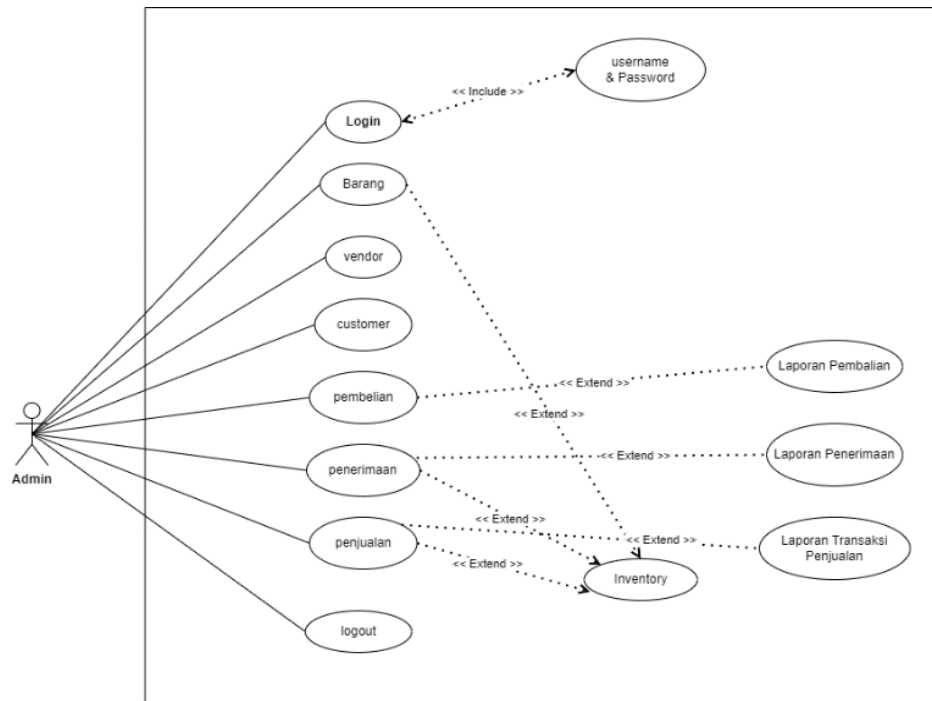 username
& Password
<< Include >>
Login
Barang
vendor
customer
Laporan Pembalian
<< Extend >>
pembelian
<< Extend >>
Laporan Penerimaan
<< Extend >>
penerimaan
Admin
<< Extend >>
penjualan
<< Extend >>
Laporan Transaksi
Penjualan
<< Extend >>
Inventory
logout